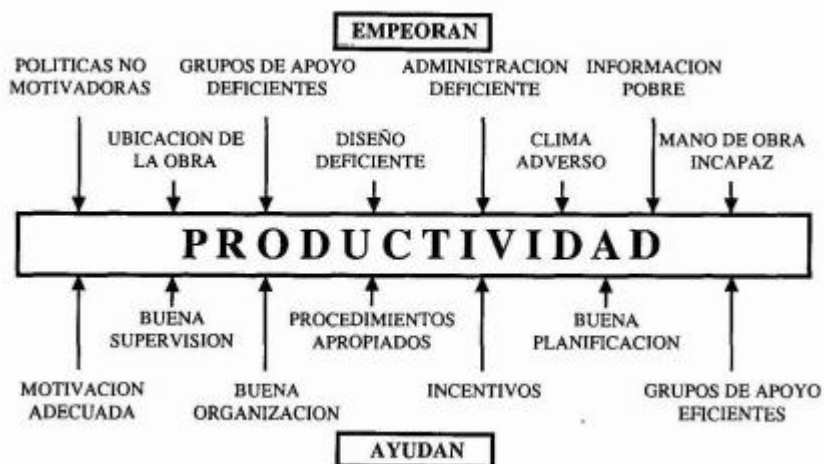 EMPEORAN
POLITICAS NO
MOTIVADORAS
GRUPOS DE APOYO
DEFICIENTES
ADMINISTRACION
DEFICIENTE
INFORMACION
POBRE
UBICACION DE
LA OBRA
DISEÑO
DEFICIENTE
CLIMA
ADVERSO
MANO DE OBRA
INCAPAZ
PRODUCTIVIDAD
BUENA
SUPERVISION
PROCEDIMIENTOS
APROPIADOS
BUENA
PLANIFICACION
MOTIVACION
ADECUADA
BUENA
ORGANIZACION
INCENTIVOS
GRUPOS DE APOYO
EFICIENTES
AYUDAN